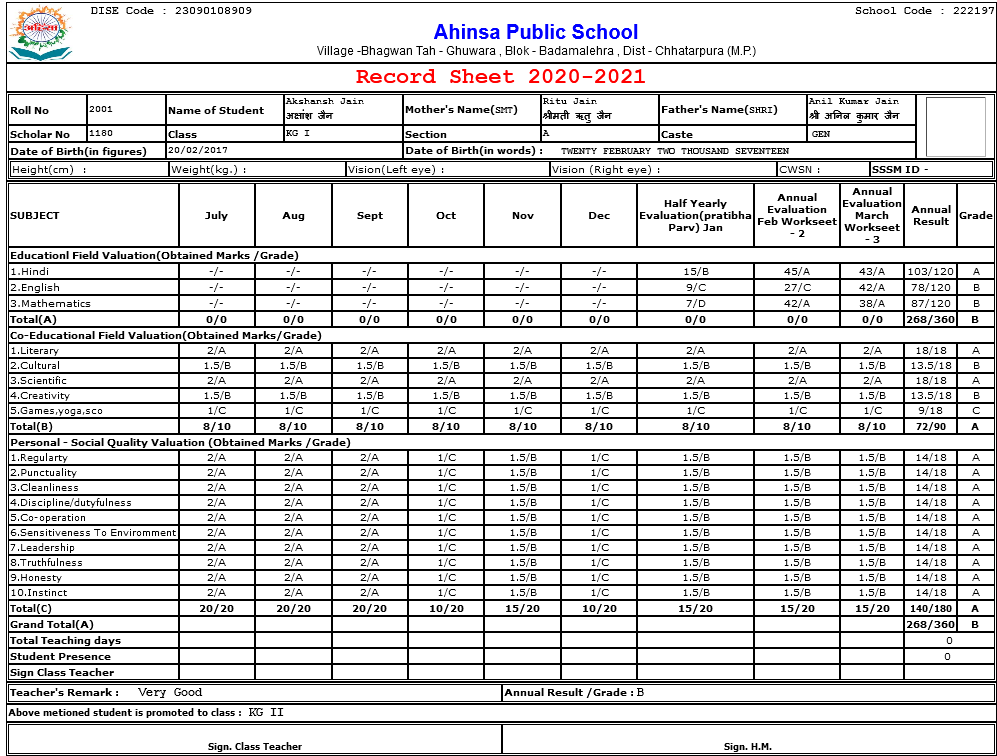 DISE Code : 23090108909 School Code : 222197
Ahinsa Public School
Village -Bhagwan Tah - Ghuwara , Blok - Badamalehra , Dist - Chhatarpura (M.P.)
Record Sheet 2020-2021
Roll No 2001 Name of Student Akshansh Jain अक्षांश जैन Mother's Name(SMT) Ritu Jain श्रीमती ऋतु जैन Father's Name(SHRI) Anil Kumar Jain श्री अनिल कुमार जैन
Scholar No 1180 Class KG I Section A Caste GEN
Date of Birth(in figures) 20/02/2017 Date of Birth(in words) : TWENTY FEBRUARY TWO THOUSAND SEVENTEEN
Height(cm) : Weight(kg.) : Vision(Left eye) : Vision (Right eye) : CWSN : SSSM ID -
SUBJECT July Aug Sept Oct Nov Dec Half Yearly Evaluation(pratibha Parv) Jan Annual Evaluation Feb Workseet - 2 Annual Evaluation March Workseet - 3 Annual Result Grade
Educationl Field Valuation(Obtained Marks /Grade)
1.Hindi -/- -/- -/- -/- -/- -/- 15/B 45/A 43/A 103/120 A
2.English -/- -/- -/- -/- -/- -/- 9/C 27/C 42/A 78/120 B
3.Mathematics -/- -/- -/- -/- -/- -/- 7/D 42/A 38/A 87/120 B
Total(A) 0/0 0/0 0/0 0/0 0/0 0/0 0/0 0/0 0/0 268/360 B
Co-Educational Field Valuation(Obtained Marks/Grade)
1.Literary 2/A 2/A 2/A 2/A 2/A 2/A 2/A 2/A 2/A 18/18 A
2.Cultural 1.5/B 1.5/B 1.5/B 1.5/B 1.5/B 1.5/B 1.5/B 1.5/B 1.5/B 13.5/18 B
3.Scientific 2/A 2/A 2/A 2/A 2/A 2/A 2/A 2/A 2/A 18/18 A
4.Creativity 1.5/B 1.5/B 1.5/B 1.5/B 1.5/B 1.5/B 1.5/B 1.5/B 1.5/B 13.5/18 B
5.Games,yoga,sco 1/C 1/C 1/C 1/C 1/C 1/C 1/C 1/C 1/C 9/18 C
Total(B) 8/10 8/10 8/10 8/10 8/10 8/10 8/10 8/10 8/10 72/90 A
Personal - Social Quality Valuation (Obtained Marks /Grade)
1.Regularty 2/A 2/A 2/A 1/C 1.5/B 1/C 1.5/B 1.5/B 1.5/B 14/18 A
2.Punctuality 2/A 2/A 2/A 1/C 1.5/B 1/C 1.5/B 1.5/B 1.5/B 14/18 A
3.Cleanliness 2/A 2/A 2/A 1/C 1.5/B 1/C 1.5/B 1.5/B 1.5/B 14/18 A
4.Discipline/dutyfulness 2/A 2/A 2/A 1/C 1.5/B 1/C 1.5/B 1.5/B 1.5/B 14/18 A
5.Co-operation 2/A 2/A 2/A 1/C 1.5/B 1/C 1.5/B 1.5/B 1.5/B 14/18 A
6.Sensitiveness To Enviromment 2/A 2/A 2/A 1/C 1.5/B 1/C 1.5/B 1.5/B 1.5/B 14/18 A
7.Leadership 2/A 2/A 2/A 1/C 1.5/B 1/C 1.5/B 1.5/B 1.5/B 14/18 A
8.Truthfulness 2/A 2/A 2/A 1/C 1.5/B 1/C 1.5/B 1.5/B 1.5/B 14/18 A
9.Honesty 2/A 2/A 2/A 1/C 1.5/B 1/C 1.5/B 1.5/B 1.5/B 14/18 A
10.Instinct 2/A 2/A 2/A 1/C 1.5/B 1/C 1.5/B 1.5/B 1.5/B 14/18 A
Total(C) 20/20 20/20 20/20 10/20 15/20 10/20 15/20 15/20 15/20 140/180 A
Grand Total(A) 268/360 B
Total Teaching days 0
Student Presence 0
Sign Class Teacher
Teacher's Remark : Very Good Annual Result /Grade : B
Above metioned student is promoted to class : KG II
Sign. Class Teacher Sign. H.M.